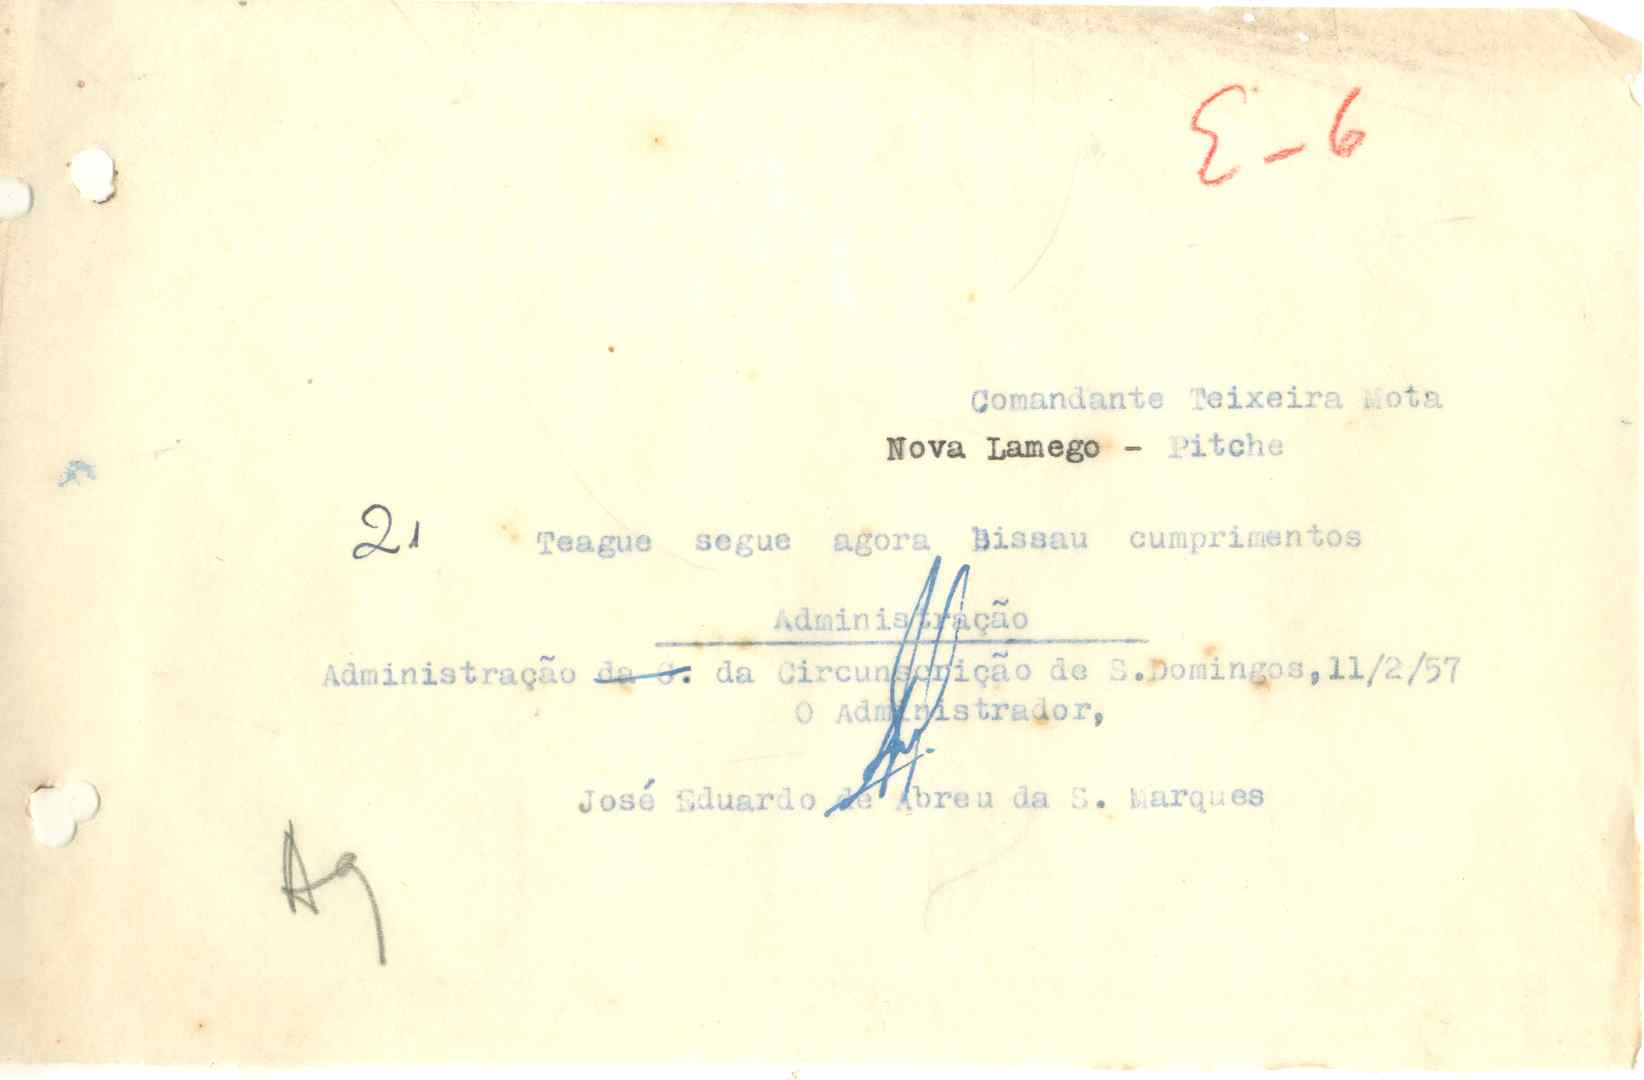 E-6
Comandante Teixeira Mota
Nova Lamego - Pitche
21 Teague segue agora Bissau cumprimentos
Administração
Administração da C. da Circunscrição de S.Domingos,11/2/57
O Administrador,
José Eduardo de Abreu da S. Marques